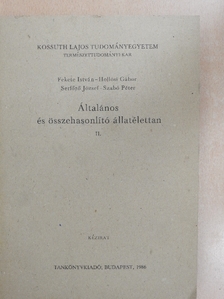 KOSSUTH LAJOS TUDOMÁNYEGYETEM
TERMÉSZETTUDOMÁNYI KAR
Fekete István - Hollósi Gábor
Serfőző József - Szabó Péter
Általános
és összehasonlító állatélettan
II.
KÉZIRAT
TANKÖNYVKIADÓ, BUDAPEST, 1986